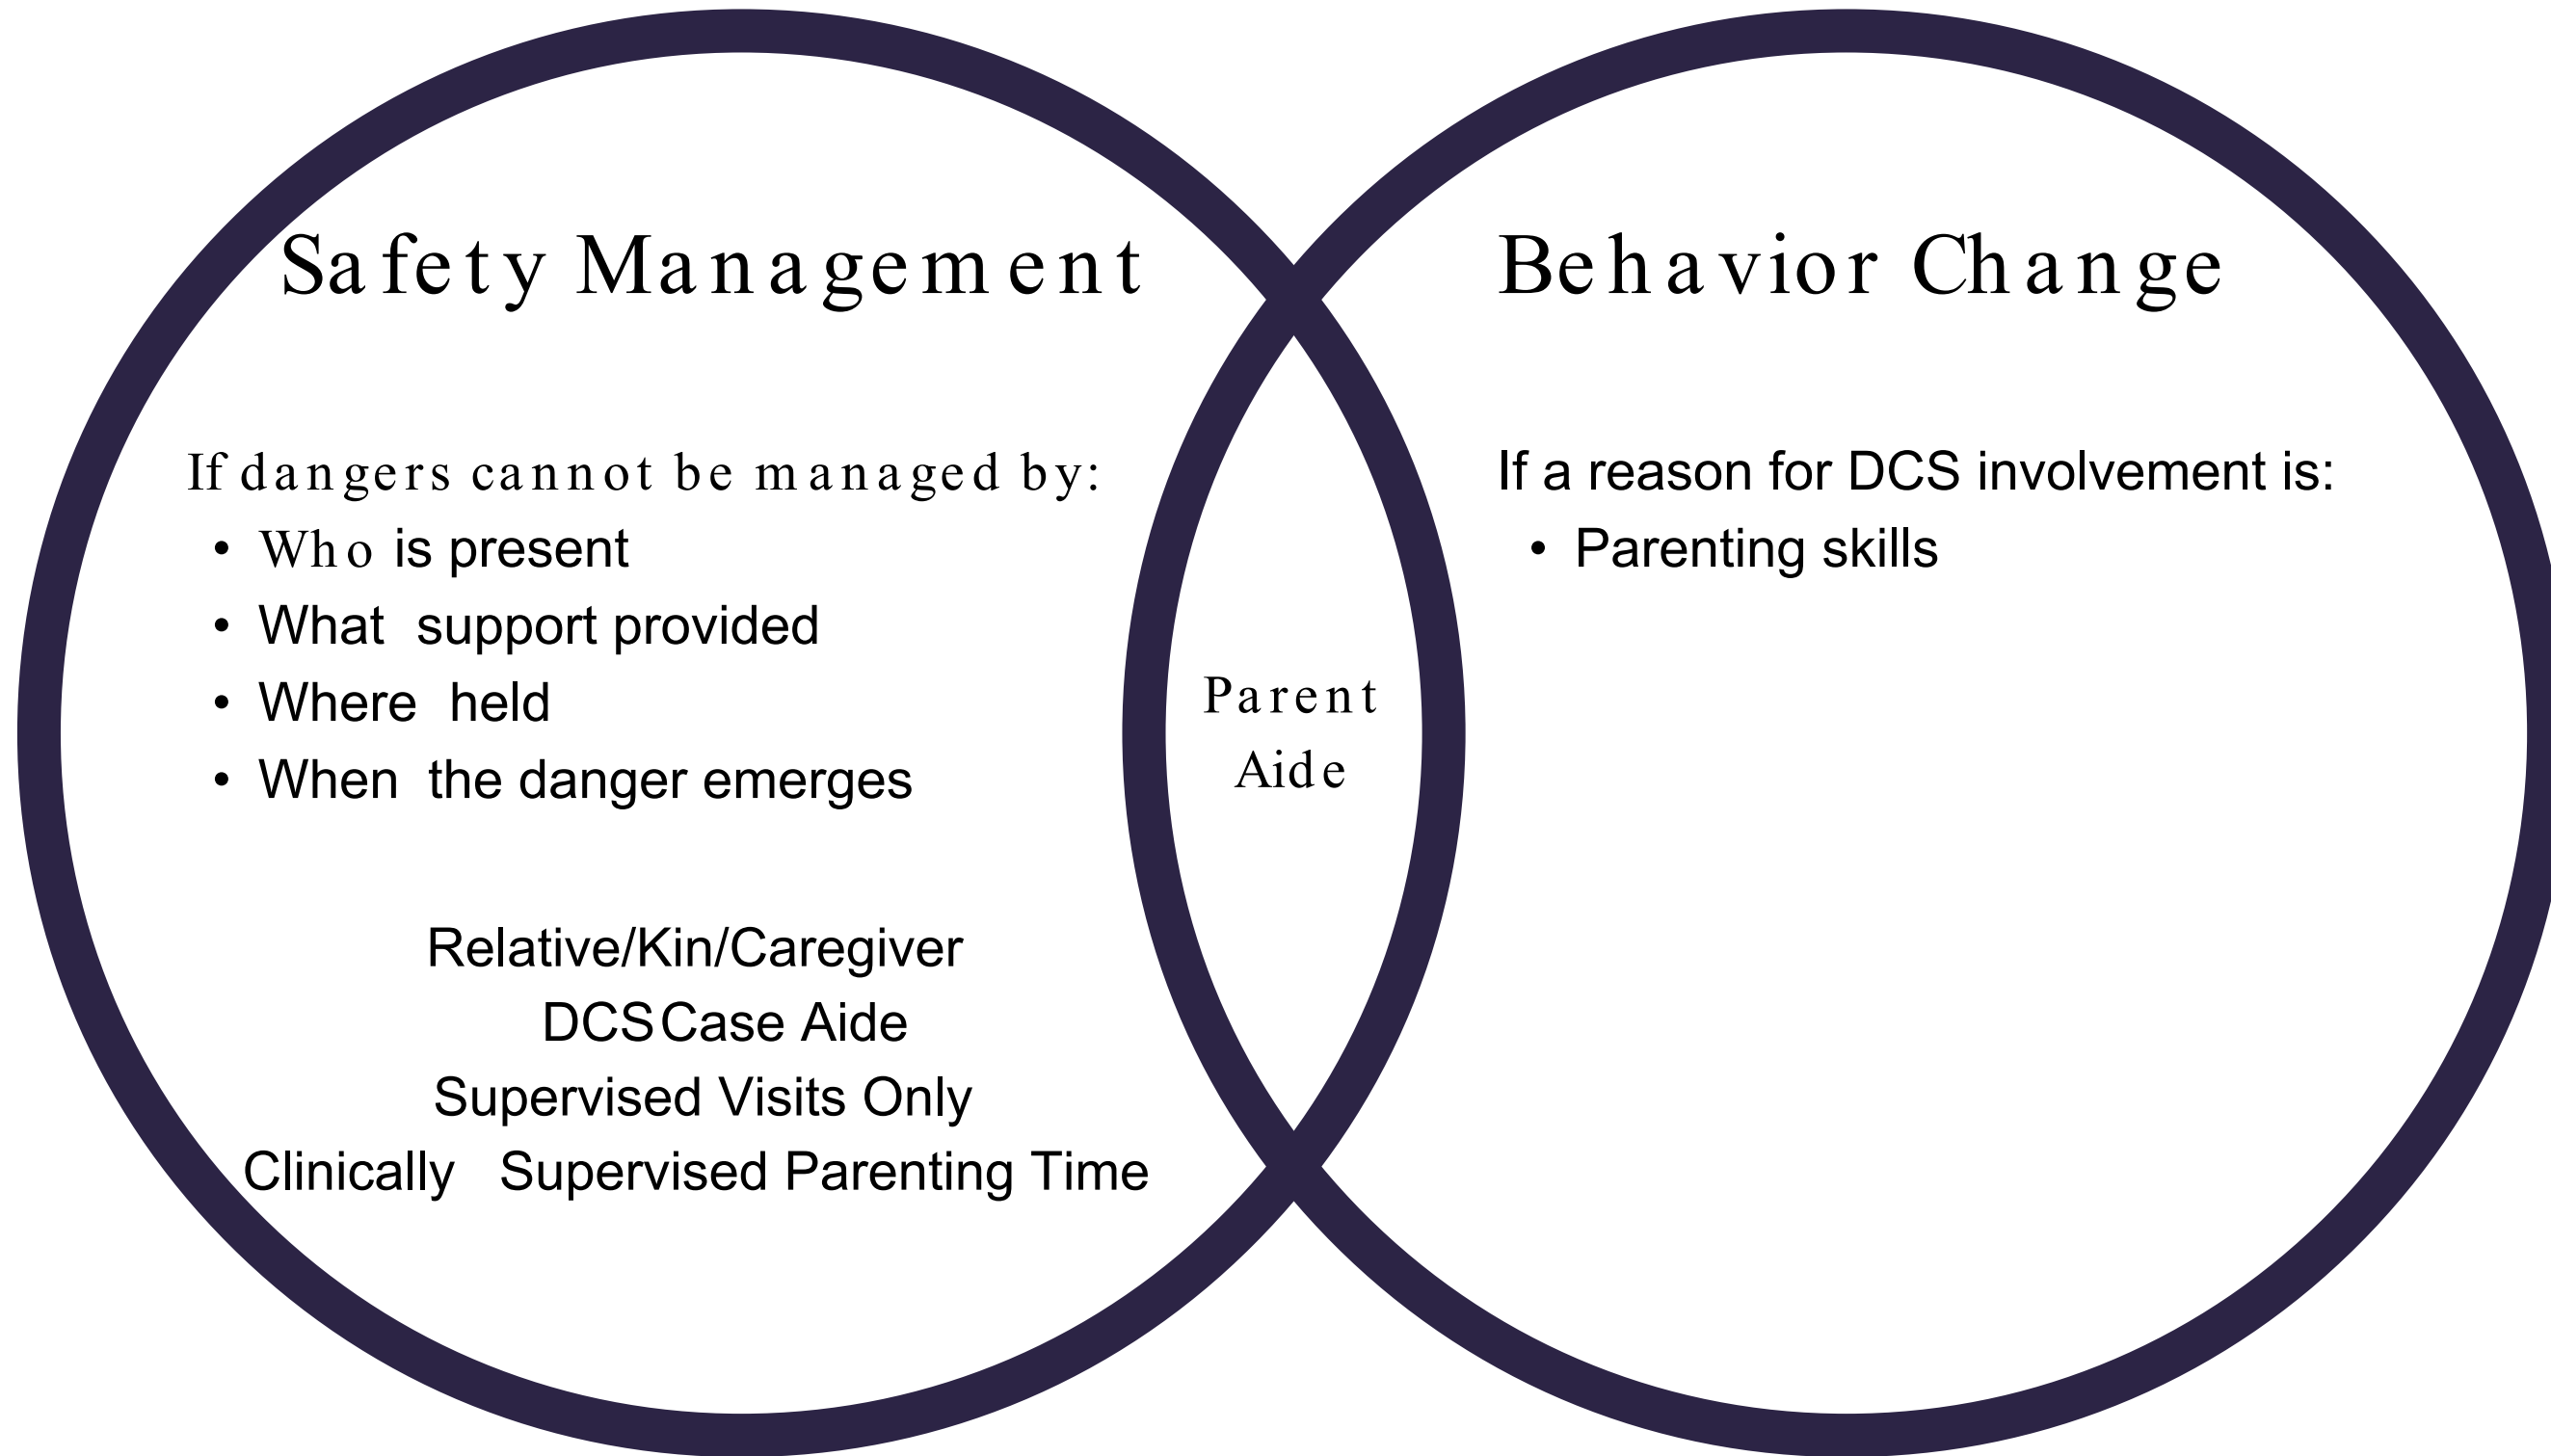 Safety Management
If dangers cannot be managed by:
• Who is present
• What support provided
• Where held
• When the danger emerges
Relative/Kin/Caregiver
DCS Case Aide
Supervised Visits Only
Clinically Supervised Parenting Time
Parent
Aide
Behavior Change
If a reason for DCS involvement is:
• Parenting skills